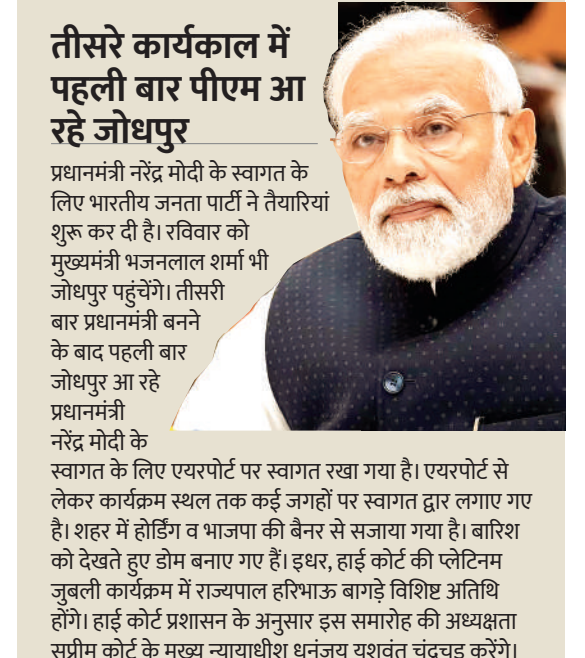 तीसरे कार्यकाल में
पहली बार पीएम आ
रहे जोधपुर
प्रधानमंत्री नरेंद्र मोदी के स्वागत के
लिए भारतीय जनता पार्टी ने तैयारियां
शुरू कर दी है। रविवार को
मुख्यमंत्री भजनलाल शर्मा भी
जोधपुर पहुंचेंगे। तीसरी
बार प्रधानमंत्री बनने
के बाद पहली बार
जोधपुर आ रहे
प्रधानमंत्री
नरेंद्र मोदी के
स्वागत के लिए एयरपोर्ट पर स्वागत रखा गया है। एयरपोर्ट से
लेकर कार्यक्रम स्थल तक कई जगहों पर स्वागत द्वार लगाए गए
है। शहर में होर्डिंग व भाजपा की बैनर से सजाया गया है। बारिश
को देखते हुए डोम बनाए गए हैं। इधर, हाई कोर्ट की प्लेटिनम
जुबली कार्यक्रम में राज्यपाल हरिभाऊ बागड़े विशिष्ट अतिथि
होंगे। हाई कोर्ट प्रशासन के अनुसार इस समारोह की अध्यक्षता
सुप्रीम कोर्ट के मुख्य न्यायाधीश धनंजय यशवंत चंद्रचूड़ करेंगे।